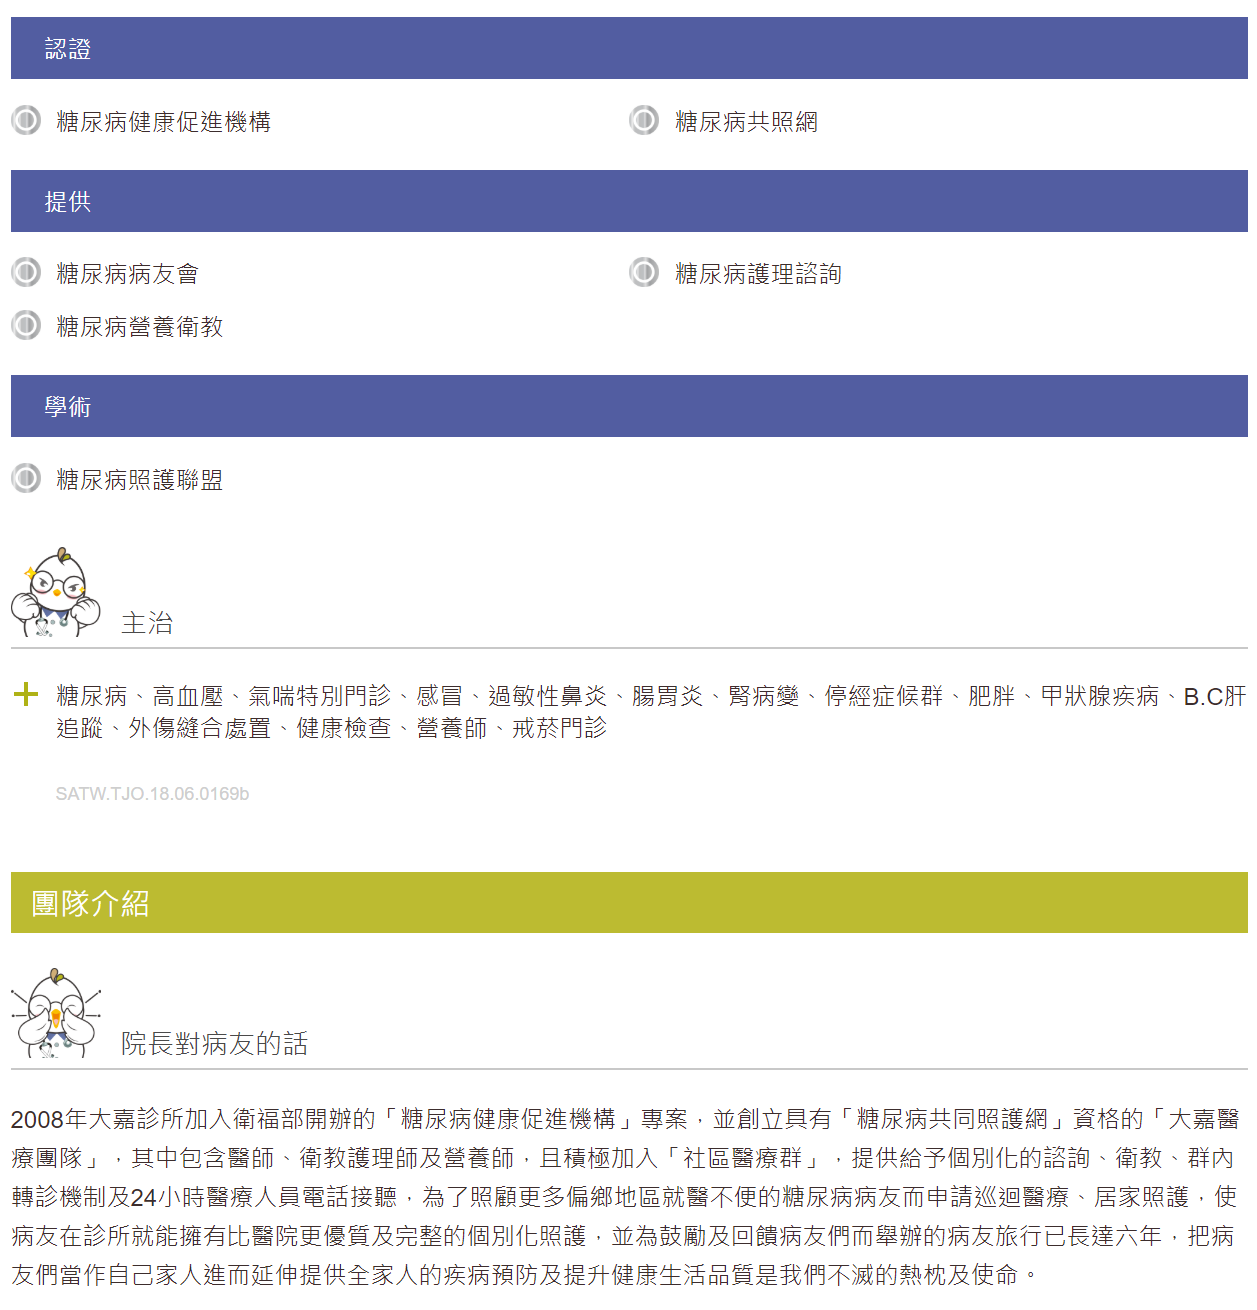 認證
糖尿病健康促進機構
糖尿病共照網
提供
糖尿病病友會
糖尿病護理諮詢
糖尿病營養衛教
學術
糖尿病照護聯盟
主治
糖尿病、高血壓、氣喘特別門診、感冒、過敏性鼻炎、腸胃炎、腎病變、停經症候群、肥胖、甲狀腺疾病、B.C肝
追蹤、外傷縫合處置、健康檢查、營養師、戒菸門診
SATW.TJO.18.06.0169b
團隊介紹
院長對病友的話
2008年大嘉診所加入衛福部開辦的「糖尿病健康促進機構」專案，並創立具有「糖尿病共同照護網」資格的「大嘉醫
療團隊」，其中包含醫師、衛教護理師及營養師，且積極加入「社區醫療群」，提供給予個別化的諮詢、衛教、群內
轉診機制及24小時醫療人員電話接聽，為了照顧更多偏鄉地區就醫不便的糖尿病病友而申請巡迴醫療、居家照護，使
病友在診所就能擁有比醫院更優質及完整的個別化照護，並為鼓勵及回饋病友們而舉辦的病友旅行已長達六年，把病
友們當作自己家人進而延伸提供全家人的疾病預防及提升健康生活品質是我們不滅的熱枕及使命。